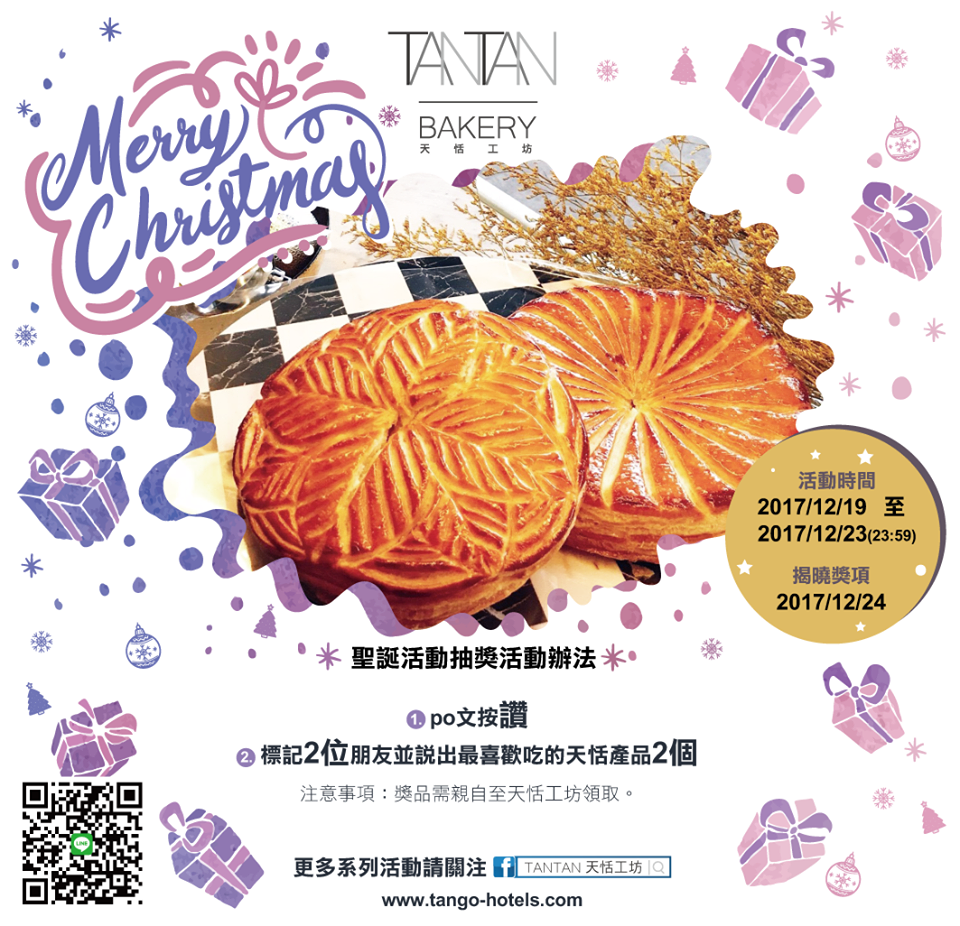 TANTAN
BAKERY
天恬工坊
Merry
Christmas
活動時間
2017/12/19 至
2017/12/23(23:59)
揭曉獎項
2017/12/24
聖誕活動抽獎活動辦法
1. po文按讚
2. 標記2位朋友並説出最喜歡吃的天恬產品2個
注意事項：獎品需親自至天恬工坊領取。
LINE
更多系列活動請關注 f TANTAN 天恬工坊
www.tango-hotels.com